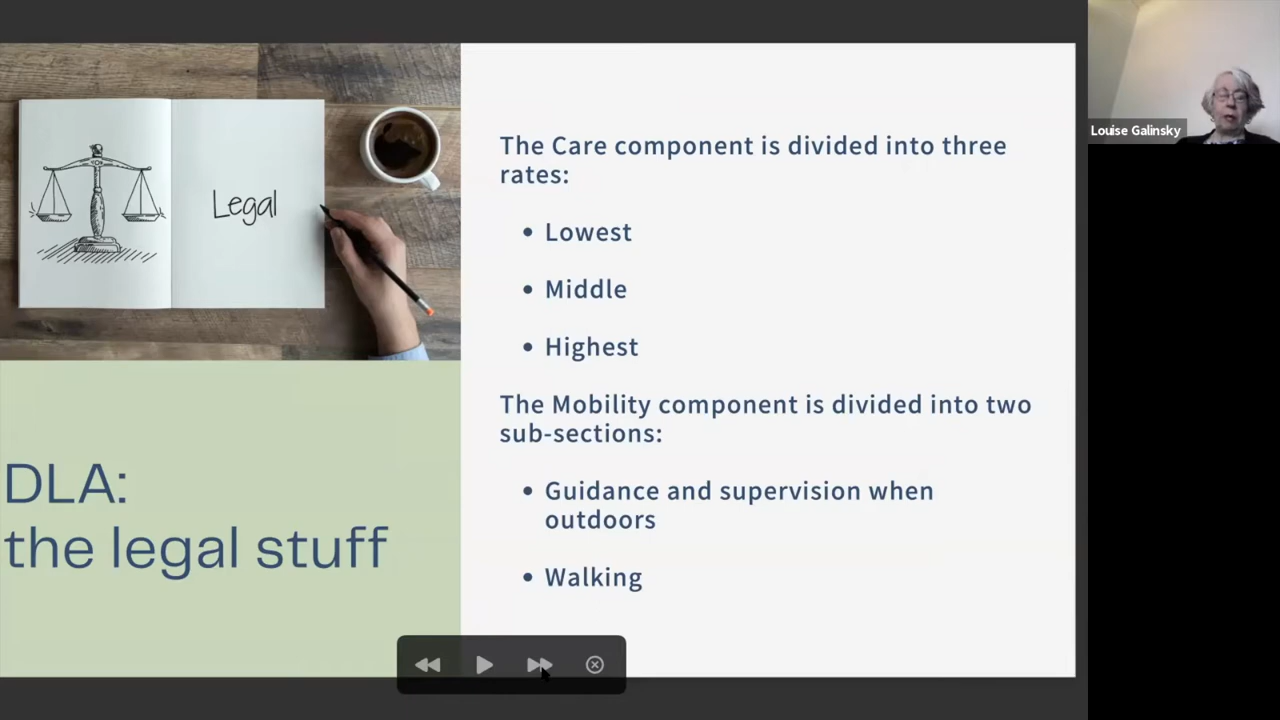 Legal
DLA:
the legal stuff
The Care component is divided into three
rates:
• Lowest
• Middle
• Highest
The Mobility component is divided into two
sub-sections:
• Guidance and supervision when
outdoors
• Walking
Louise Galinsky